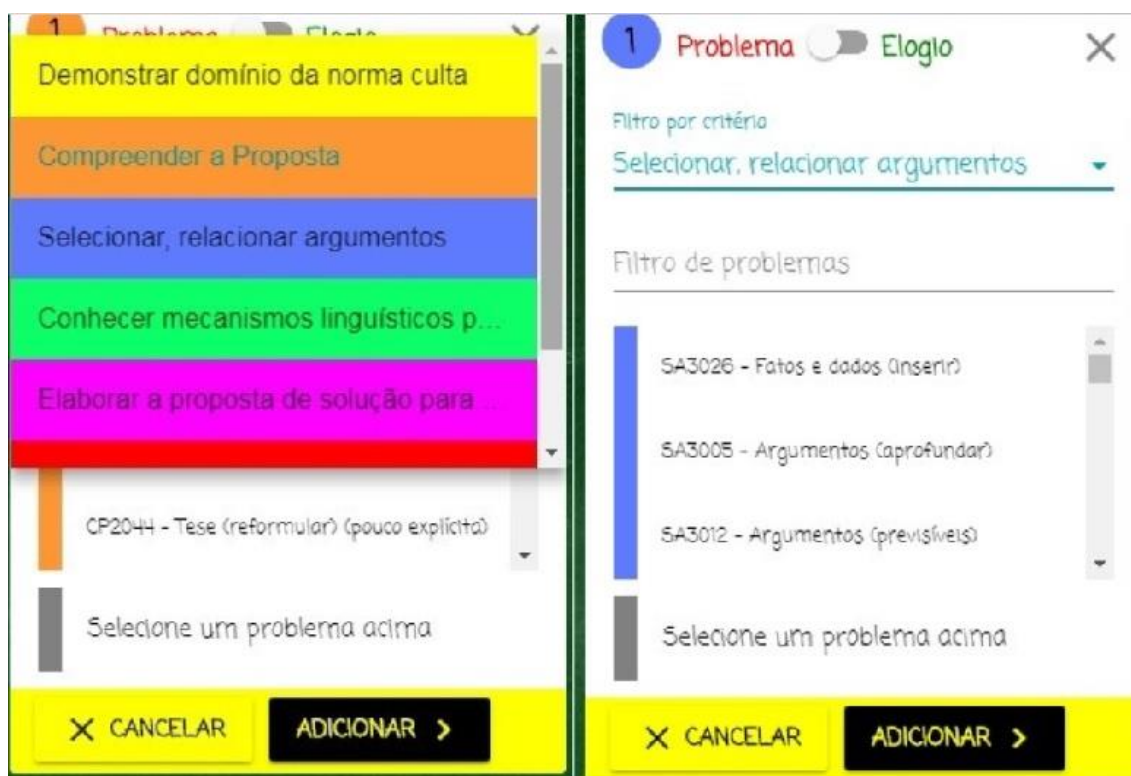 1 Problema Elogio
Demonstrar domínio da norma culta
Compreender a Proposta
Selecionar, relacionar argumentos
Conhecer mecanismos linguísticos p...
Elaborar a proposta de solução para ...
CP2044 - Tese (reformular) (pouco explícita)
Selecione um problema acima
CANCELAR
ADICIONAR
1 Problema Elogio
Filtro por critério
Selecionar, relacionar argumentos
Filtro de problemas
SA3026 - Fatos e dados (inserir)
SA3005 - Argumentos (aprofundar)
SA3012 - Argumentos (previsíveis)
Selecione um problema acima
CANCELAR
ADICIONAR